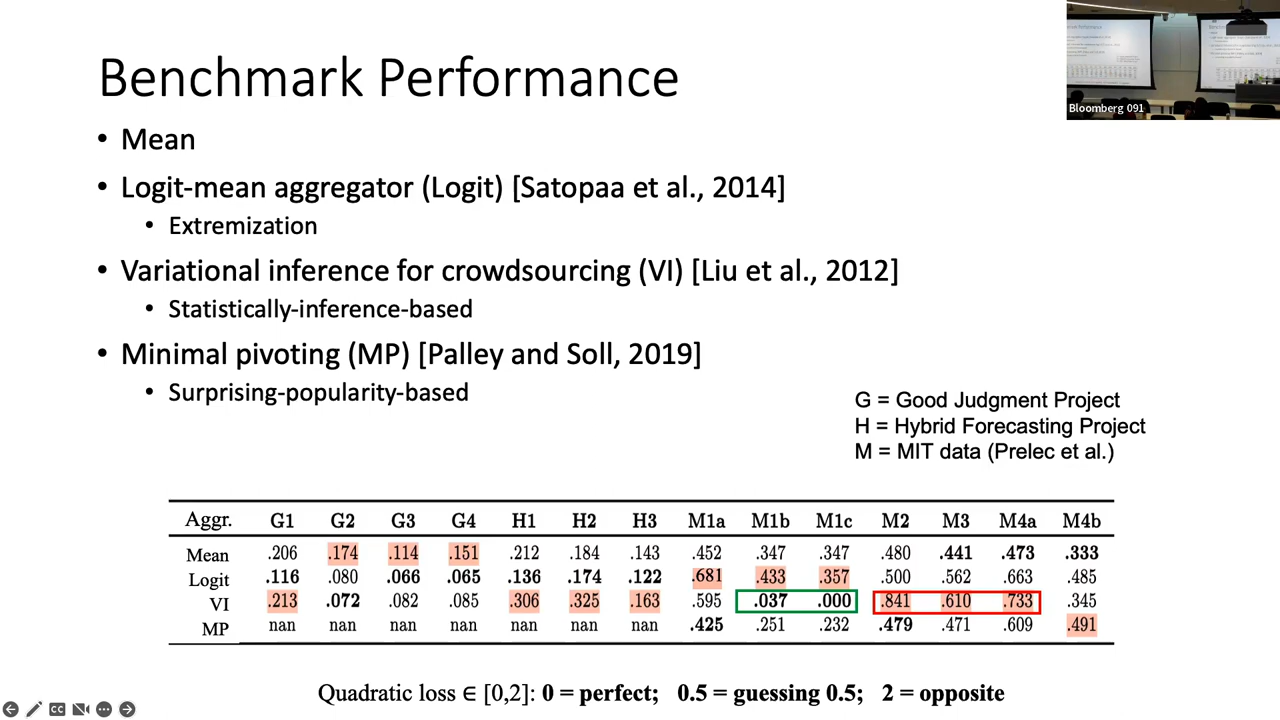 Benchmark Performance
• Mean
• Logit-mean aggregator (Logit) [Satopaa et al., 2014]
• Extremization
• Variational inference for crowdsourcing (VI) [Liu et al., 2012]
• Statistically-inference-based
• Minimal pivoting (MP) [Palley and Soll, 2019]
• Surprising-popularity-based
Bloomberg 091
G = Good Judgment Project
H = Hybrid Forecasting Project
M = MIT data (Prelec et al.)
Aggr. G1 G2 G3 G4 H1 H2 H3 M1a M1b M1c M2 M3 M4a M4b
Mean .206 .174 .114 .151 .212 .184 .143 .452 .347 .347 .480 .441 .473 .333
Logit .116 .080 .066 .065 .136 .174 .122 .681 .433 .357 .500 .562 .663 .485
VI .213 .072 .082 .085 .306 .325 .163 .595 .037 .000 .841 .610 .733 .345
MP nan nan nan nan nan nan nan .425 .251 .232 .479 .471 .609 .491
Quadratic loss ∈ [0,2]: 0 = perfect; 0.5 = guessing 0.5; 2 = opposite